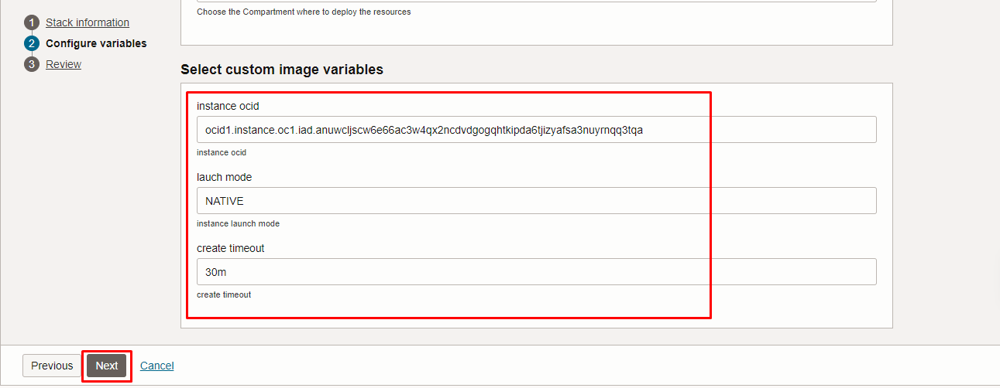 1 Stack information
2 Configure variables
3 Review
Choose the Compartment where to deploy the resources
Select custom image variables
instance ocid
ocid1.instance.oc1.iad.anuwcljscw6e66ac3w4qx2ncdvdgogqhtkipda6tjizyafsa3nuyrnqq3tqa
instance ocid
lauch mode
NATIVE
instance launch mode
create timeout
30m
create timeout
Previous Next Cancel